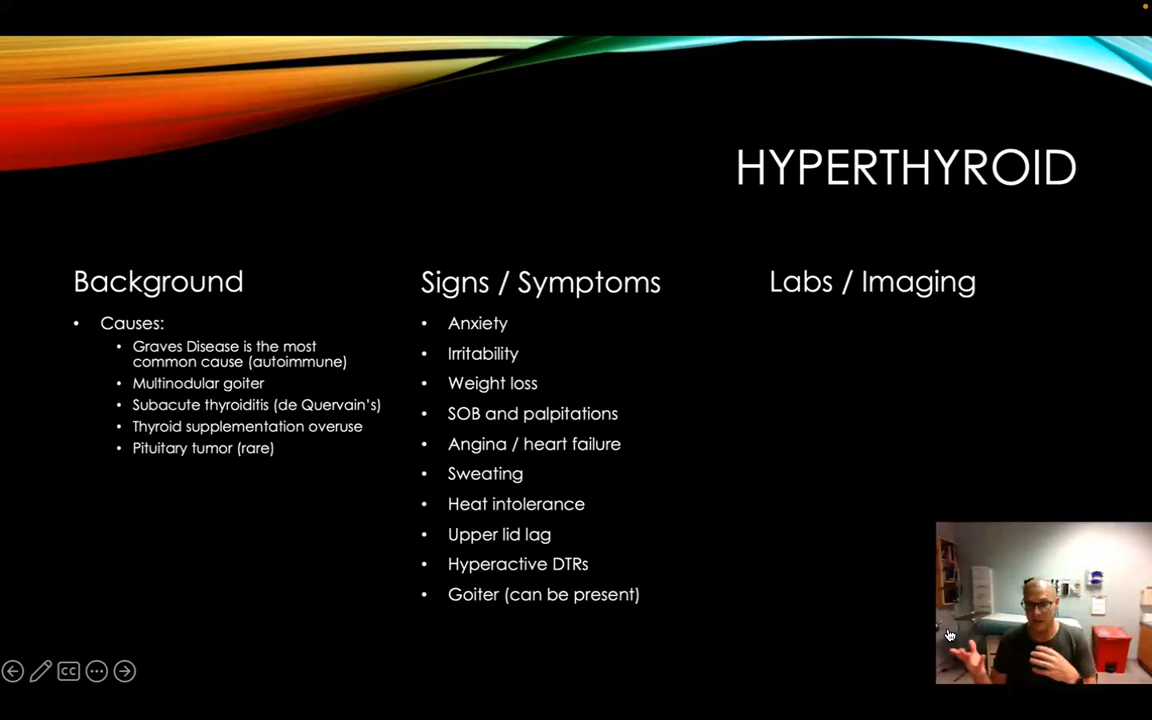 HYPERTHYROID
Background
• Causes:
• Graves Disease is the most
common cause (autoimmune)
• Multinodular goiter
• Subacute thyroiditis (de Quervain's)
• Thyroid supplementation overuse
• Pituitary tumor (rare)
Signs / Symptoms
• Anxiety
• Irritability
• Weight loss
• SOB and palpitations
• Angina / heart failure
• Sweating
• Heat intolerance
• Upper lid lag
• Hyperactive DTRs
• Goiter (can be present)
Labs / Imaging
CC